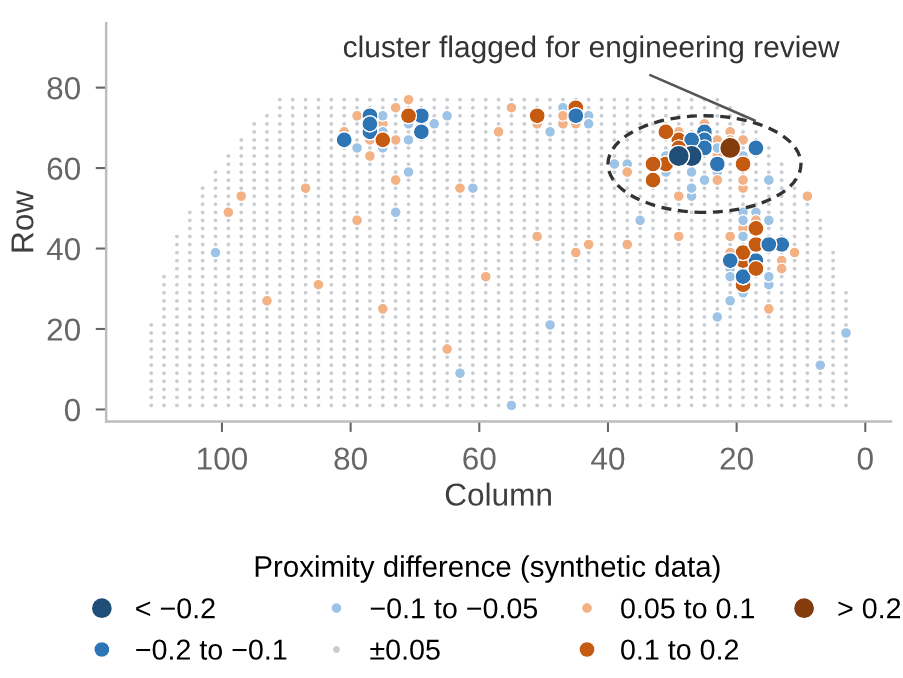 cluster flagged for engineering review
80
60
40
20
0
Row
100 80 60 40 20 0
Column
Proximity difference (synthetic data)
< −0.2 −0.1 to −0.05 0.05 to 0.1 > 0.2
−0.2 to −0.1 ±0.05 0.1 to 0.2